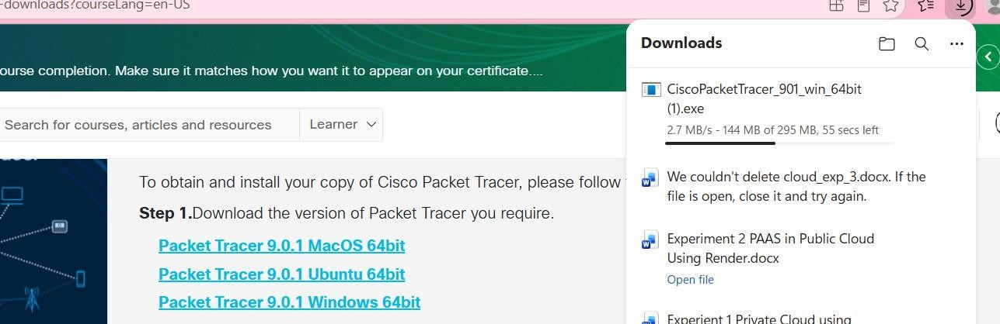 -downloads?courseLang=en-US
ourse completion. Make sure it matches how you want it to appear on your certificate....
Search for courses, articles and resources
Learner
To obtain and install your copy of Cisco Packet Tracer, please follow
Step 1.Download the version of Packet Tracer you require.
Packet Tracer 9.0.1 MacOS 64bit
Packet Tracer 9.0.1 Ubuntu 64bit
Packet Tracer 9.0.1 Windows 64bit
Downloads
CiscoPacketTracer_901_win_64bit
(1).exe
2.7 MB/s - 144 MB of 295 MB, 55 secs left
We couldn't delete cloud_exp_3.docx. If the
file is open, close it and try again.
Experiment 2 PAAS in Public Cloud
Using Render.docx
Open file
Experient 1 Private Cloud using